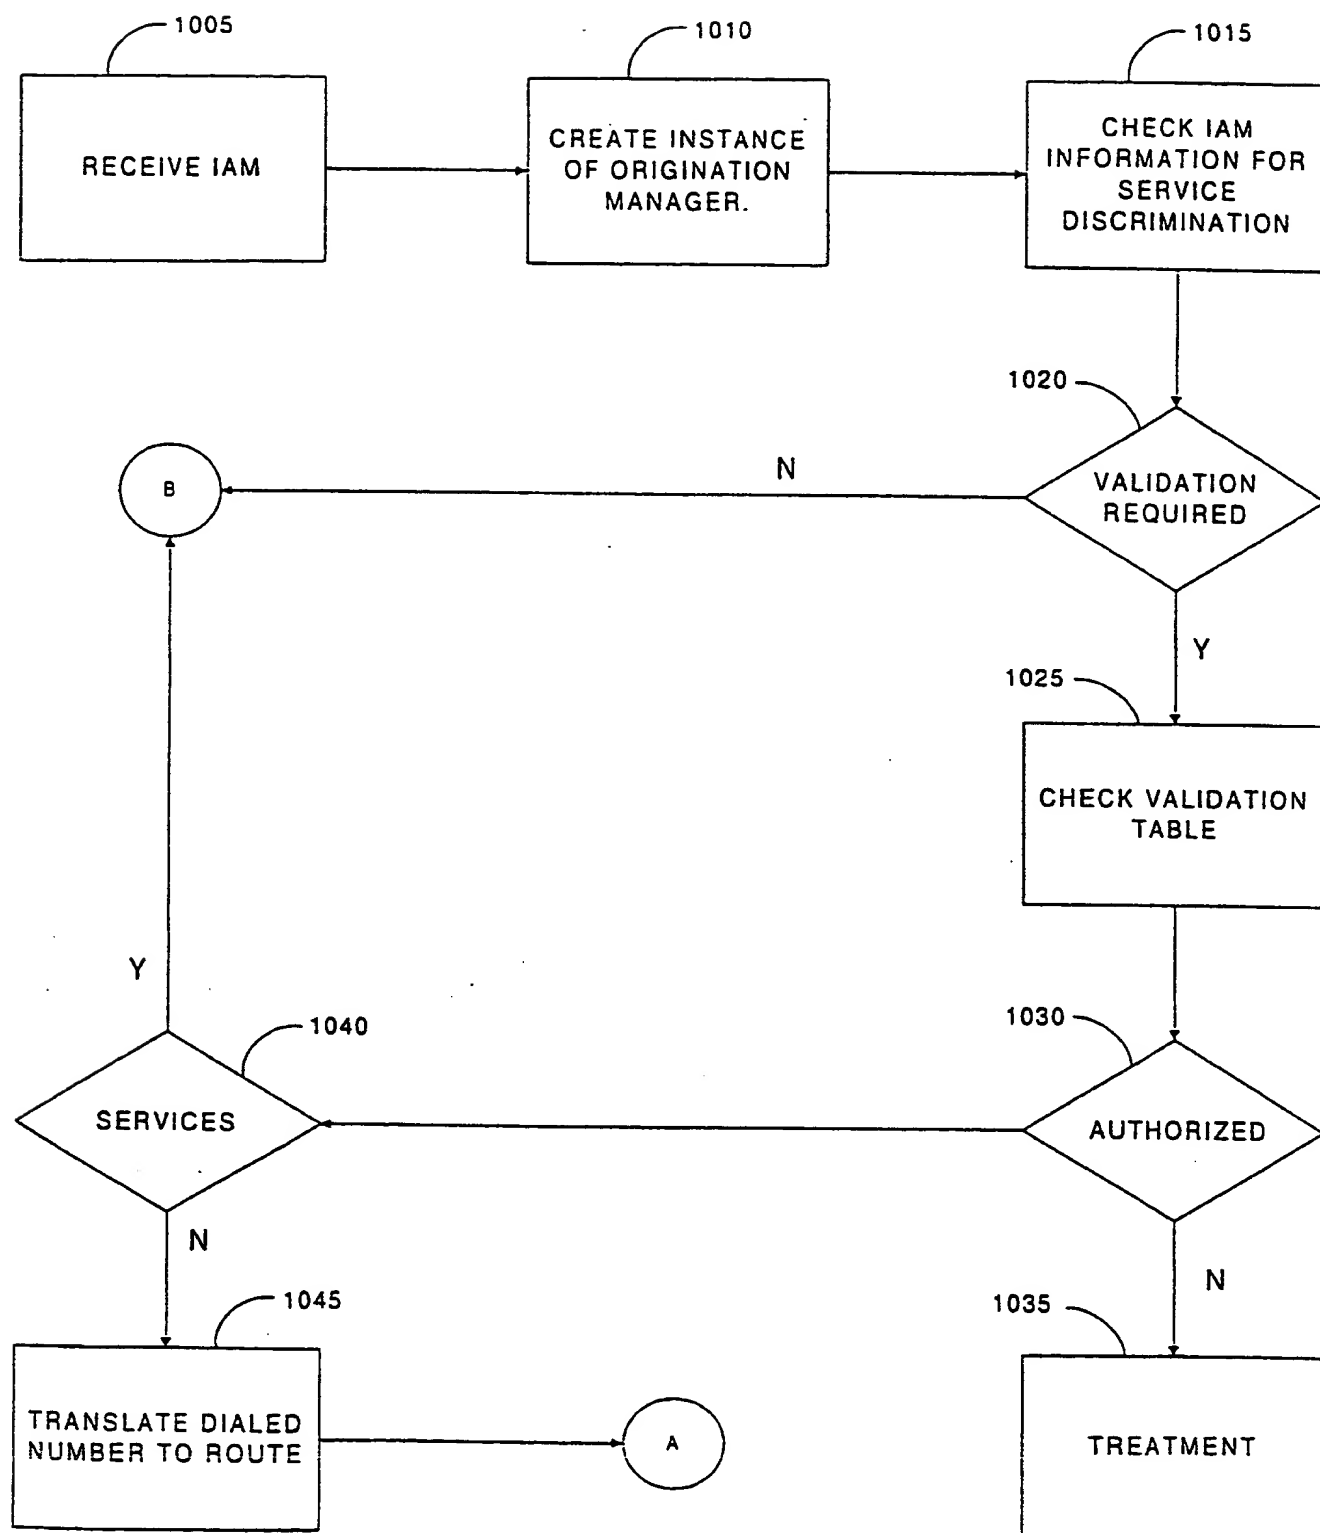 1005
1010
1015
RECEIVE IAM
CREATE INSTANCE
OF ORIGINATION
MANAGER.
CHECK IAM
INFORMATION FOR
SERVICE
DISCRIMINATION
1020
B
N
VALIDATION
REQUIRED
Y
1025
CHECK VALIDATION
TABLE
Y
1040
1030
SERVICES
AUTHORIZED
N
N
1045
1035
TRANSLATE DIALED
NUMBER TO ROUTE
A
TREATMENT